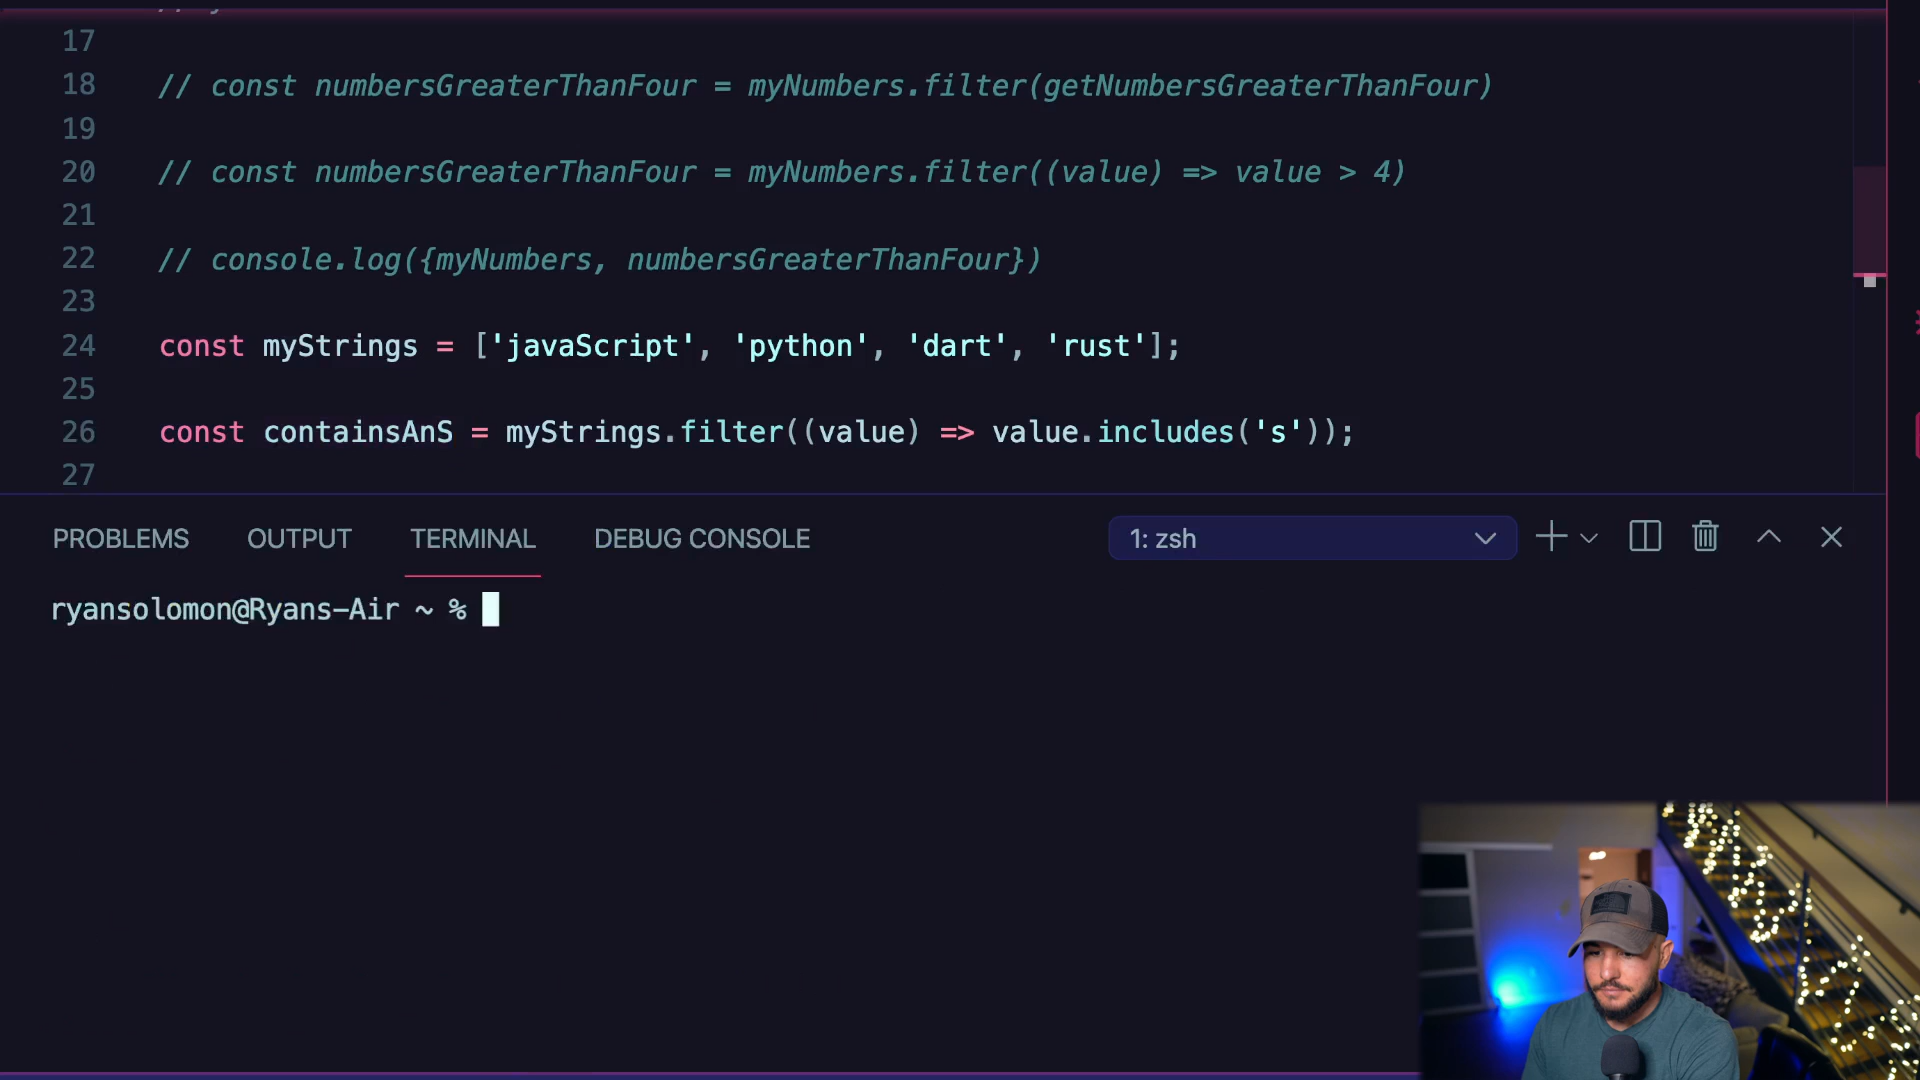 17
18 // const numbersGreaterThanFour = myNumbers.filter(getNumbersGreaterThanFour)
19
20 // const numbersGreaterThanFour = myNumbers.filter((value) => value > 4)
21
22 // console.log({myNumbers, numbersGreaterThanFour})
23
24 const myStrings = ['javaScript', 'python', 'dart', 'rust'];
25
26 const containsAnS = myStrings.filter((value) => value.includes('s'));
27
PROBLEMS OUTPUT TERMINAL DEBUG CONSOLE 1: zsh
ryansolomon@Ryans-Air ~ %